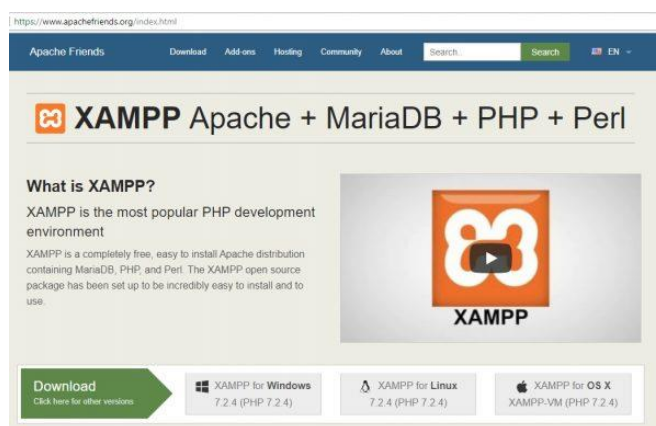 https://www.apachefriends.org/index.html
Apache Friends Download Add-ons Hosting Community About Search... Search EN
XAMPP Apache + MariaDB + PHP + Perl
What is XAMPP?
XAMPP is the most popular PHP development
environment
XAMPP is a completely free, easy to install Apache distribution
containing MariaDB, PHP, and Perl. The XAMPP open source
package has been set up to be incredibly easy to install and to
use.
XAMPP
Download
Click here for other versions
XAMPP for Windows
7.2.4 (PHP 7.2.4)
XAMPP for Linux
7.2.4 (PHP 7.2.4)
XAMPP for OS X
XAMPP-VM (PHP 7.2.4)